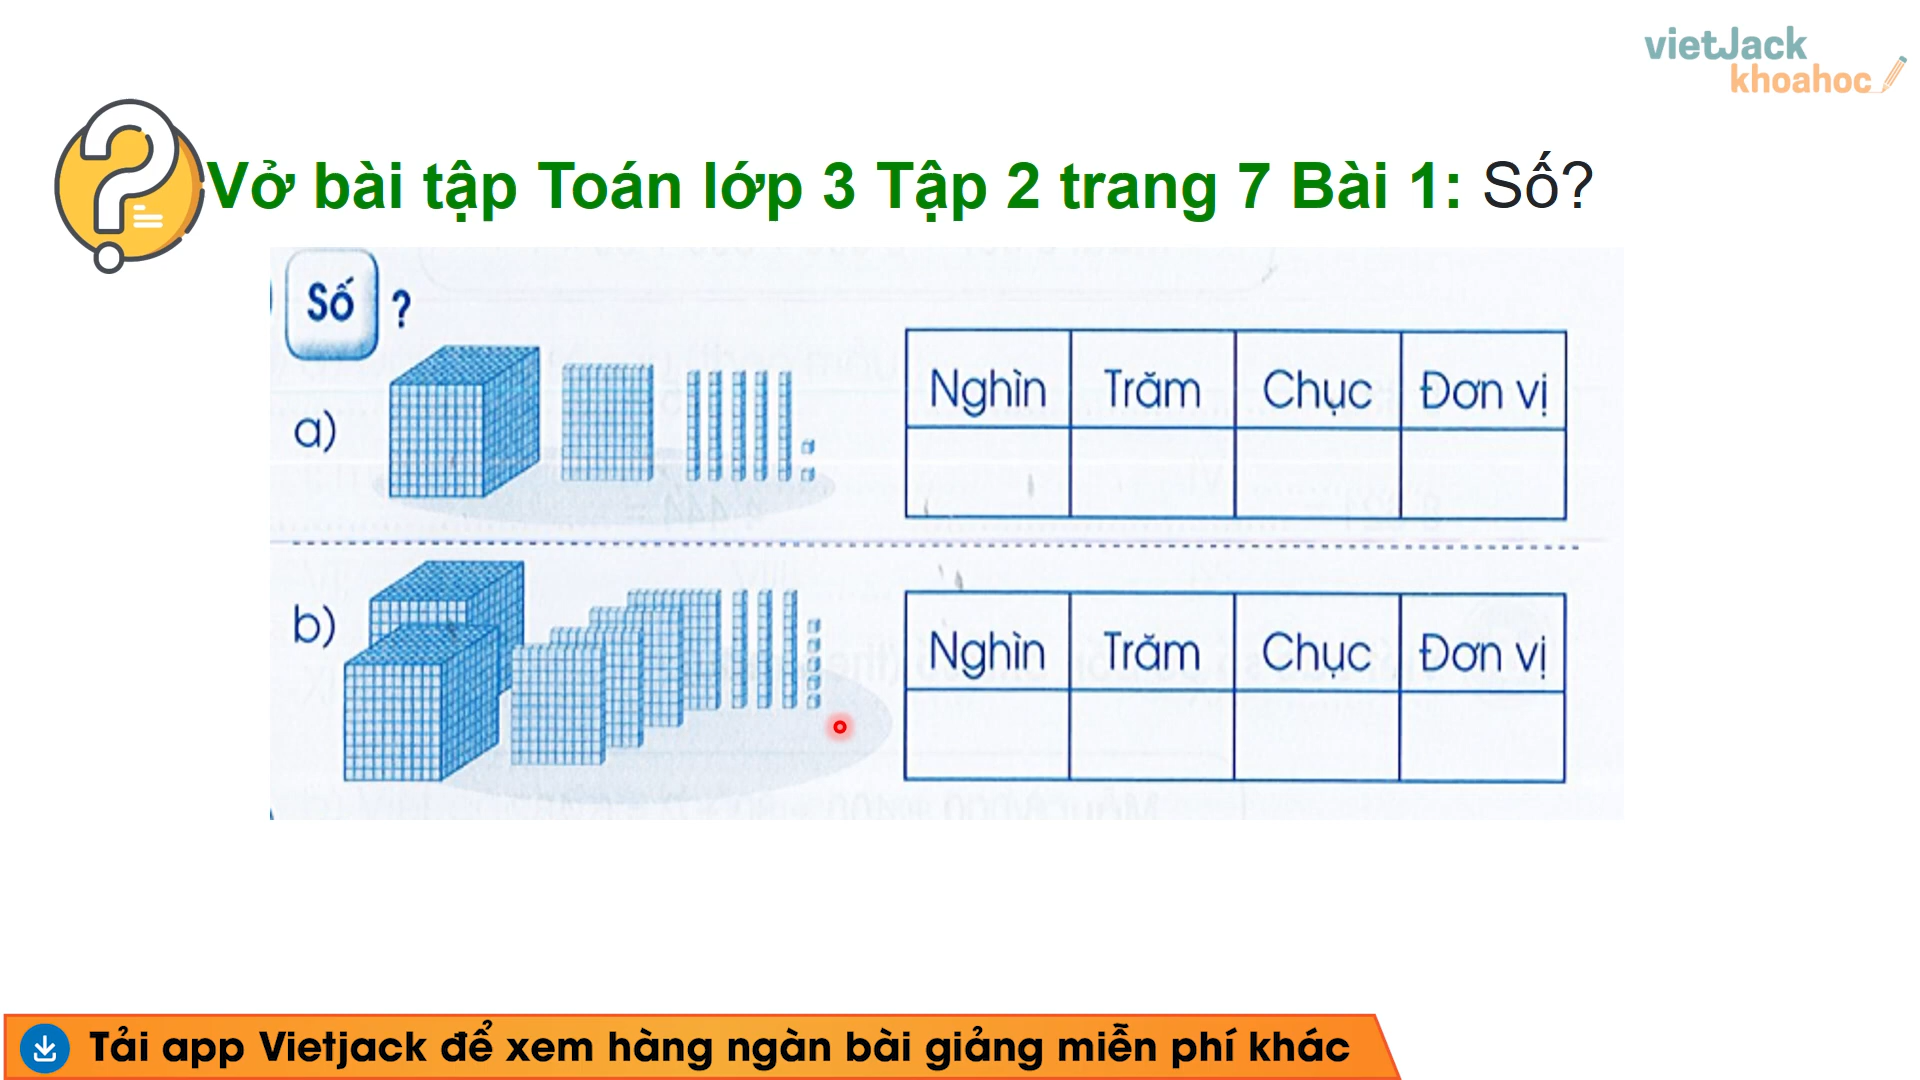 vietJack
khoahoc
Vở bài tập Toán lớp 3 Tập 2 trang 7 Bài 1: Số?
Số ?
a)
Nghìn Trăm Chục Đơn vị
b)
Nghìn Trăm Chục Đơn vị
Tải app Vietjack để xem hàng ngàn bài giảng miễn phí khác